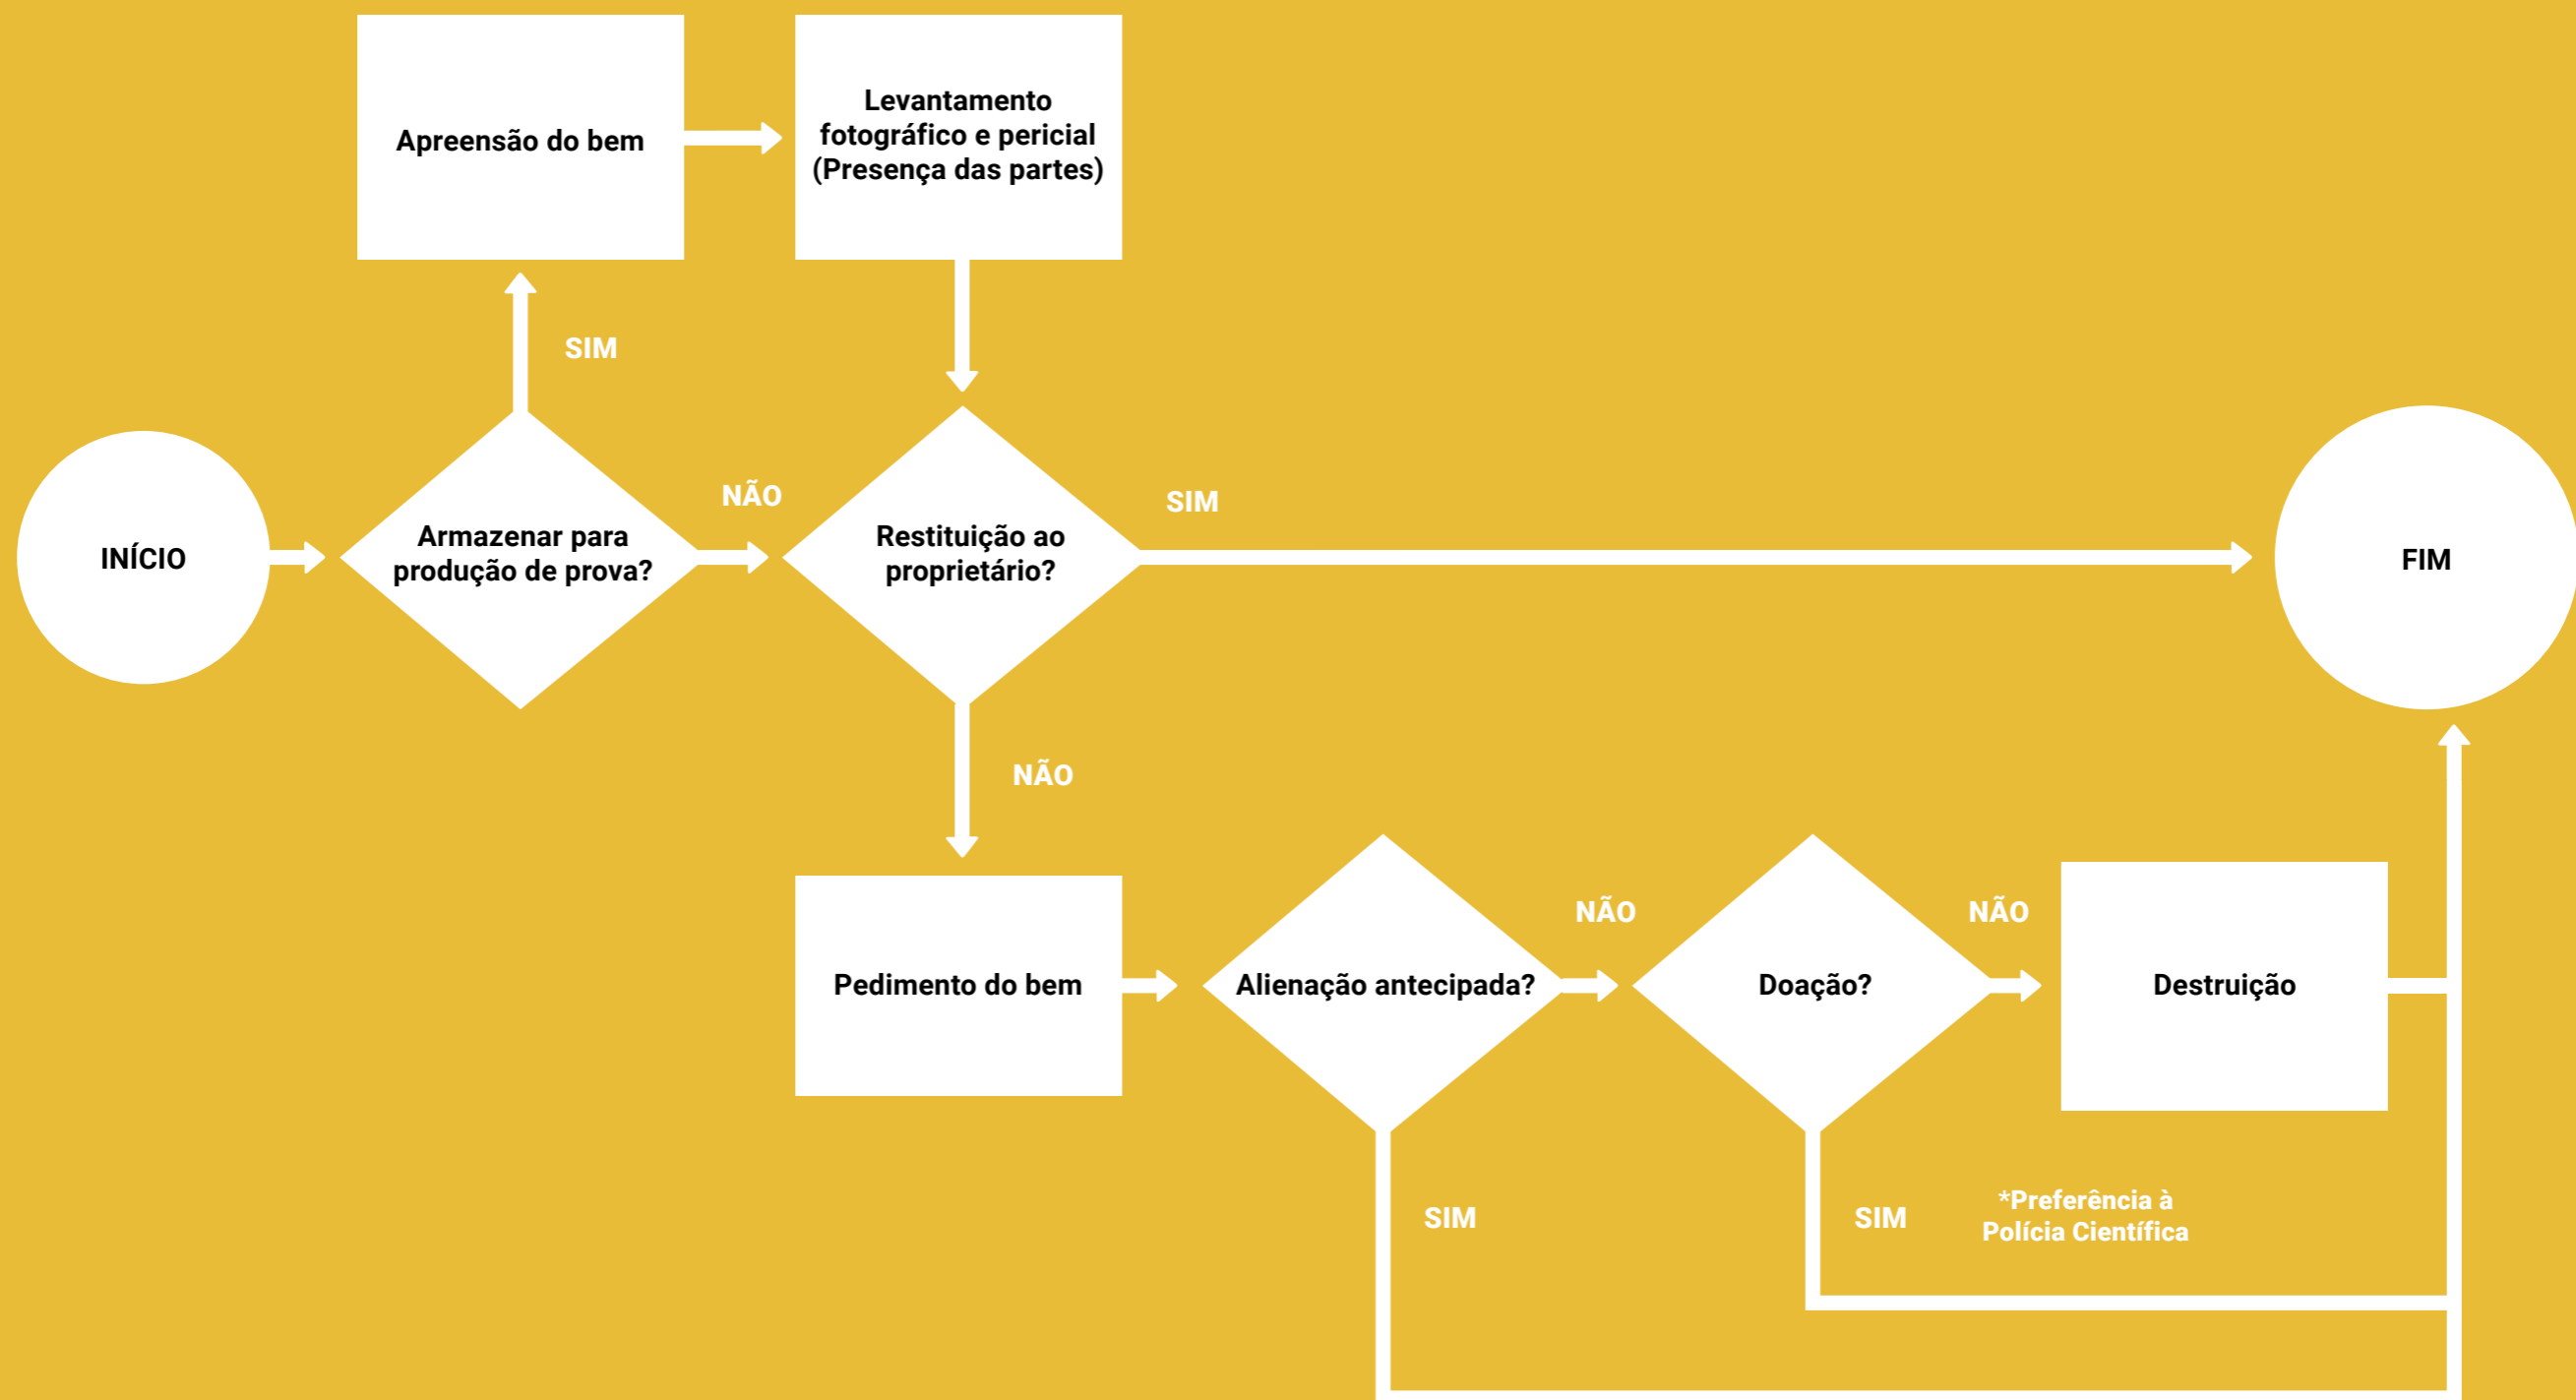 Apreensão do bem
Levantamento
fotográfico e pericial
(Presença das partes)
SIM
INÍCIO
Armazenar para
produção de prova?
NÃO
Restituição ao
proprietário?
SIM
FIM
NÃO
Pedimento do bem
Alienação antecipada?
NÃO
Doação?
NÃO
Destruição
SIM
SIM
*Preferência à
Polícia Científica